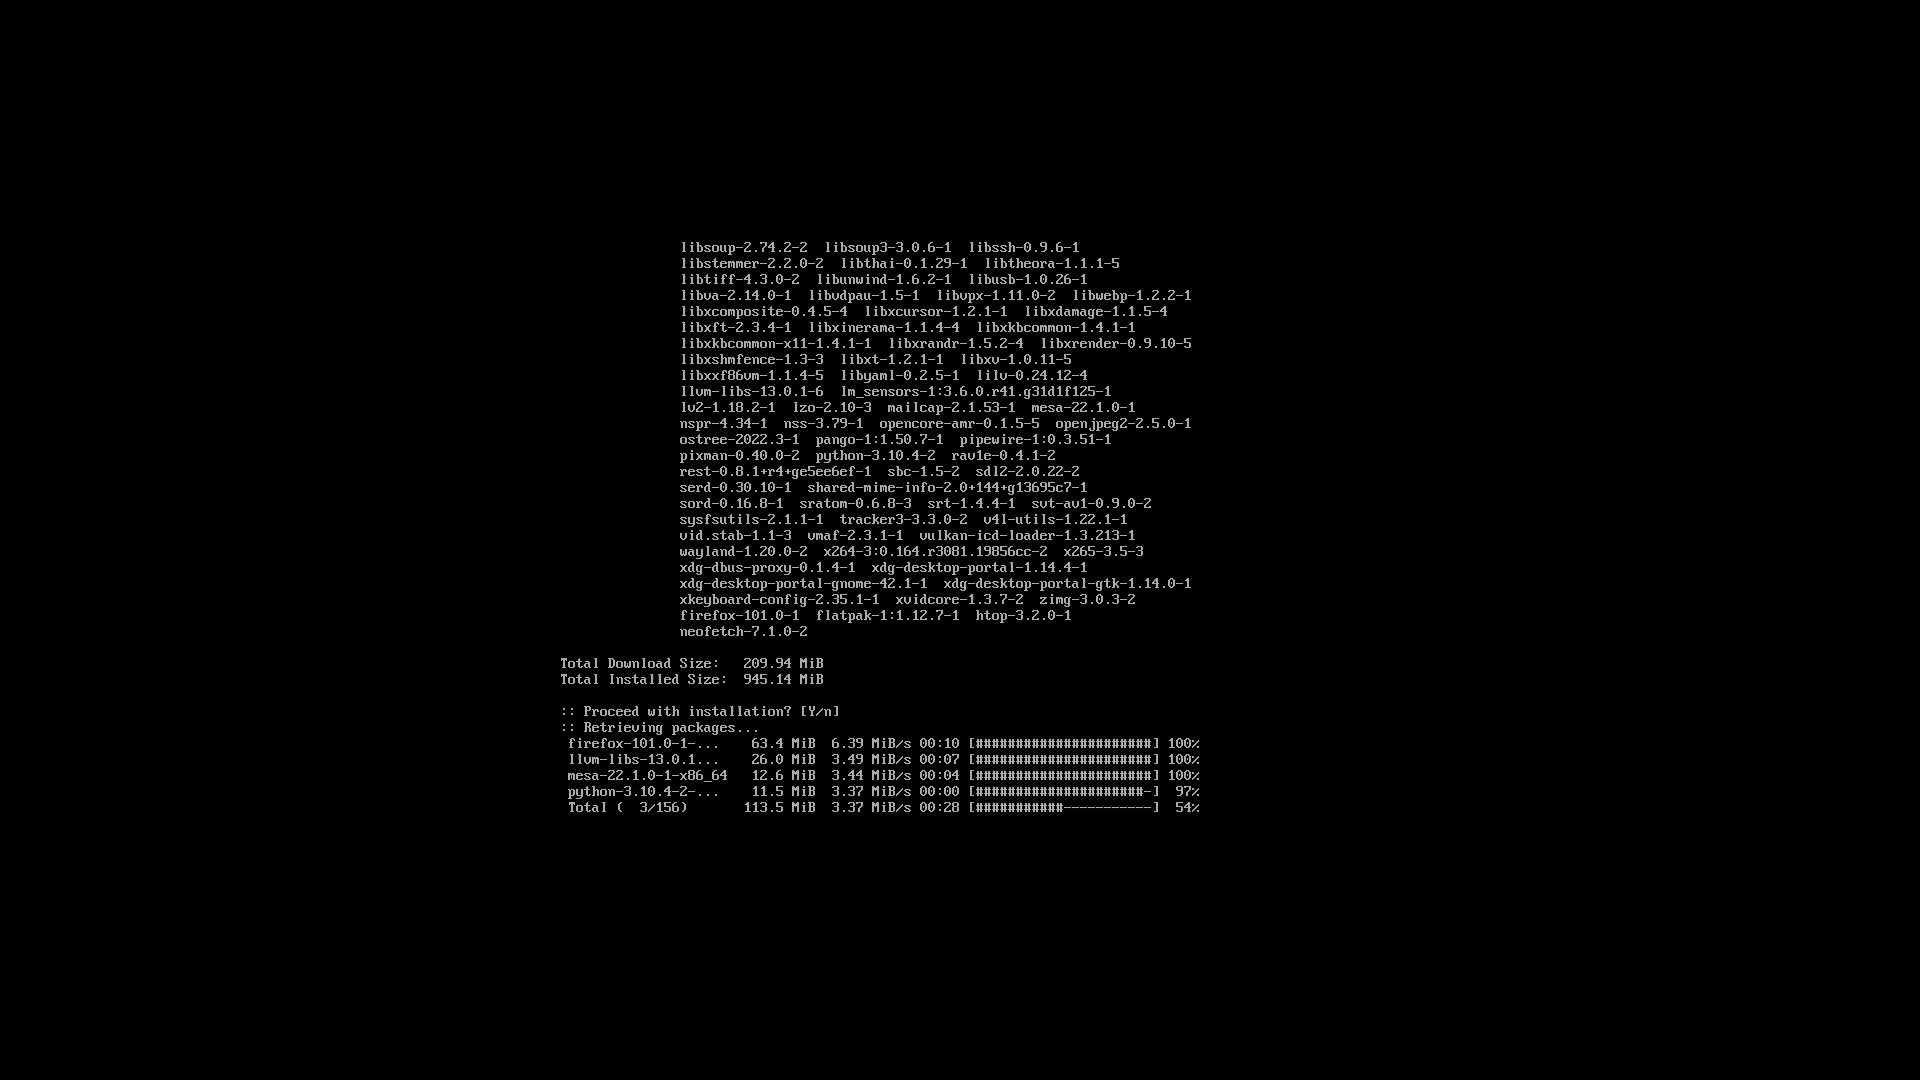 libsoup-2.74.2-2  libsoup3-3.0.6-1  libssh-0.9.6-1
libstemmer-2.2.0-2  libthai-0.1.29-1  libtheora-1.1.1-5
libtiff-4.3.0-2  libunwind-1.6.2-1  libusb-1.0.26-1
libva-2.14.0-1  libvdpau-1.5-1  libvpx-1.11.0-2  libwebp-1.2.2-1
libxcomposite-0.4.5-4  libxcursor-1.2.1-1  libxdamage-1.1.5-4
libxft-2.3.4-1  libxinerama-1.1.4-4  libxkbcommon-1.4.1-1
libxkbcommon-x11-1.4.1-1  libxrandr-1.5.2-4  libxrender-0.9.10-5
libxshmfence-1.3-3  libxt-1.2.1-1  libxv-1.0.11-5
libxxf86vm-1.1.4-5  libyaml-0.2.5-1  lilv-0.24.12-4
llvm-libs-13.0.1-6  lm_sensors-1:3.6.0.r41.g31d1f125-1
lv2-1.18.2-1  lzo-2.10-3  mailcap-2.1.53-1  mesa-22.1.0-1
nspr-4.34-1  nss-3.79-1  opencore-amr-0.1.5-5  openjpeg2-2.5.0-1
ostree-2022.3-1  pango-1:1.50.7-1  pipewire-1:0.3.51-1
pixman-0.40.0-2  python-3.10.4-2  rav1e-0.4.1-2
rest-0.8.1+r4+ge5ee6ef-1  sbc-1.5-2  sdl2-2.0.22-2
serd-0.30.10-1  shared-mime-info-2.0+144+g13695c7-1
sord-0.16.8-1  sratom-0.6.8-3  srt-1.4.4-1  svt-av1-0.9.0-2
sysfsutils-2.1.1-1  tracker3-3.3.0-2  v4l-utils-1.22.1-1
vid.stab-1.1-3  vmaf-2.3.1-1  vulkan-icd-loader-1.3.213-1
wayland-1.20.0-2  x264-3:0.164.r3081.19856cc-2  x265-3.5-3
xdg-dbus-proxy-0.1.4-1  xdg-desktop-portal-1.14.4-1
xdg-desktop-portal-gnome-42.1-1  xdg-desktop-portal-gtk-1.14.0-1
xkeyboard-config-2.35.1-1  xvidcore-1.3.7-2  zimg-3.0.3-2
firefox-101.0-1  flatpak-1:1.12.7-1  htop-3.2.0-1
neofetch-7.1.0-2
Total Download Size:   209.94 MiB
Total Installed Size:  945.14 MiB
:: Proceed with installation? [Y/n]
:: Retrieving packages...
firefox-101.0-1-...    63.4 MiB  6.39 MiB/s 00:10 [######################] 100%
llvm-libs-13.0.1...    26.0 MiB  3.49 MiB/s 00:07 [######################] 100%
mesa-22.1.0-1-x86_64   12.6 MiB  3.44 MiB/s 00:04 [######################] 100%
python-3.10.4-2-...    11.5 MiB  3.37 MiB/s 00:00 [#####################-]  97%
Total (  3/156)       113.5 MiB  3.37 MiB/s 00:28 [###########-----------]  54%